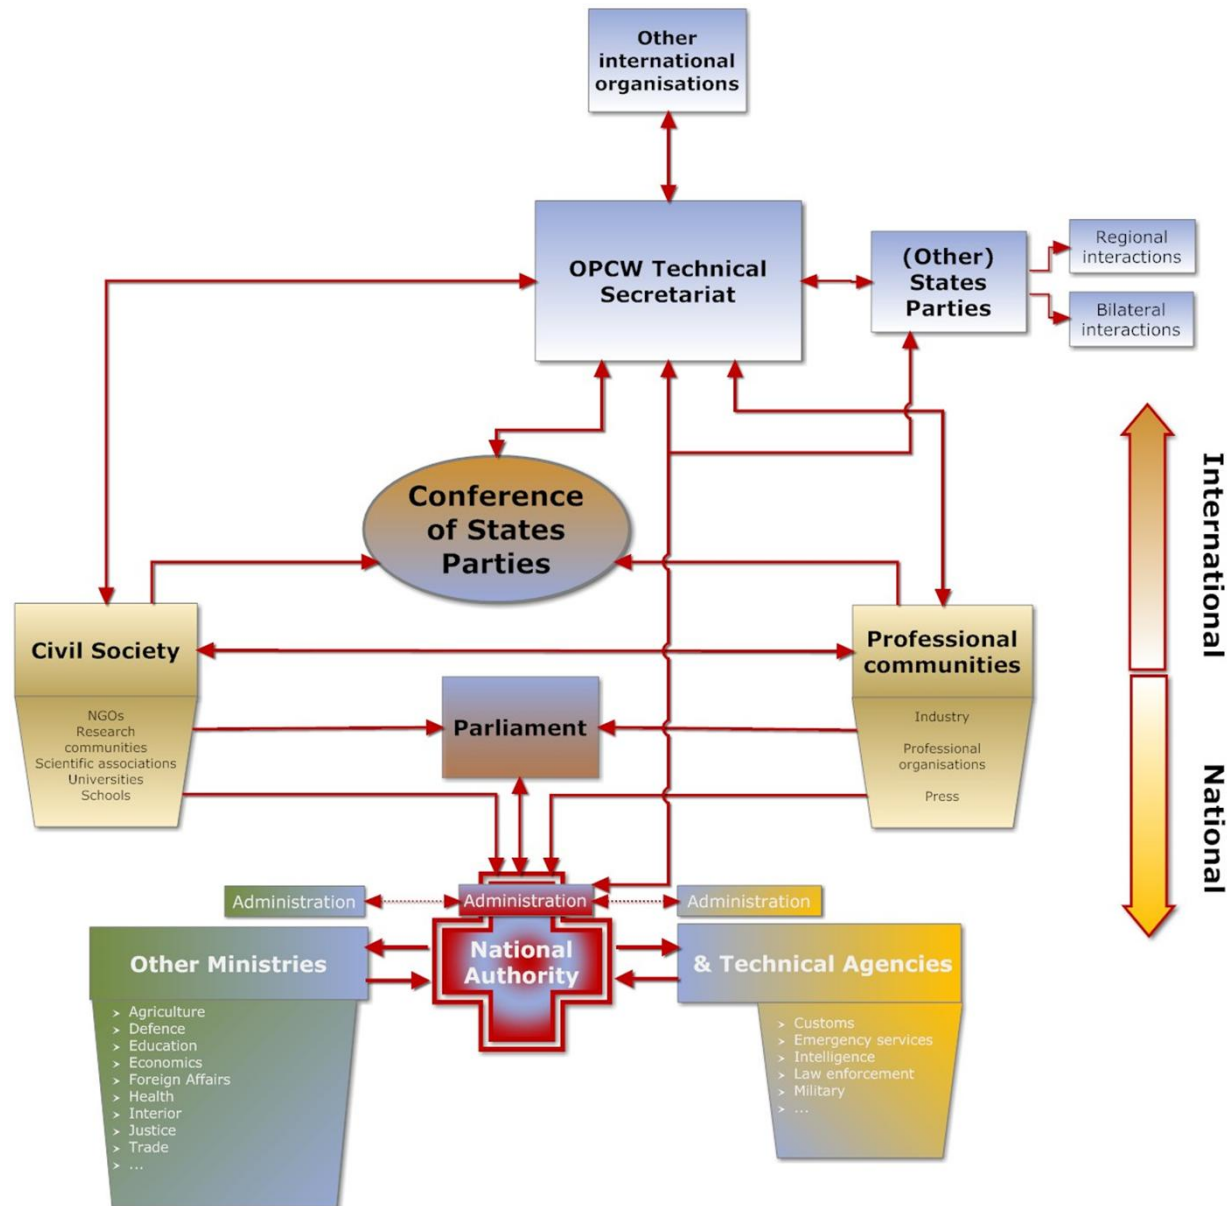 Other
international
organisations
OPCW Technical
Secretariat
(Other)
States
Parties
Regional
interactions
Bilateral
interactions
Conference
of States
Parties
International
Civil Society
Professional
communities
NGOs
Research
communities
Scientific associations
Universities
Schools
Parliament
Industry
Professional
organisations
Press
National
Administration
Administration
Administration
Other Ministries
National
Authority
& Technical Agencies
➢ Agriculture
➢ Defence
➢ Education
➢ Economics
➢ Foreign Affairs
➢ Health
➢ Interior
➢ Justice
➢ Trade
➢ ...
➢ Customs
➢ Emergency services
➢ Intelligence
➢ Law enforcement
➢ Military
➢ ...